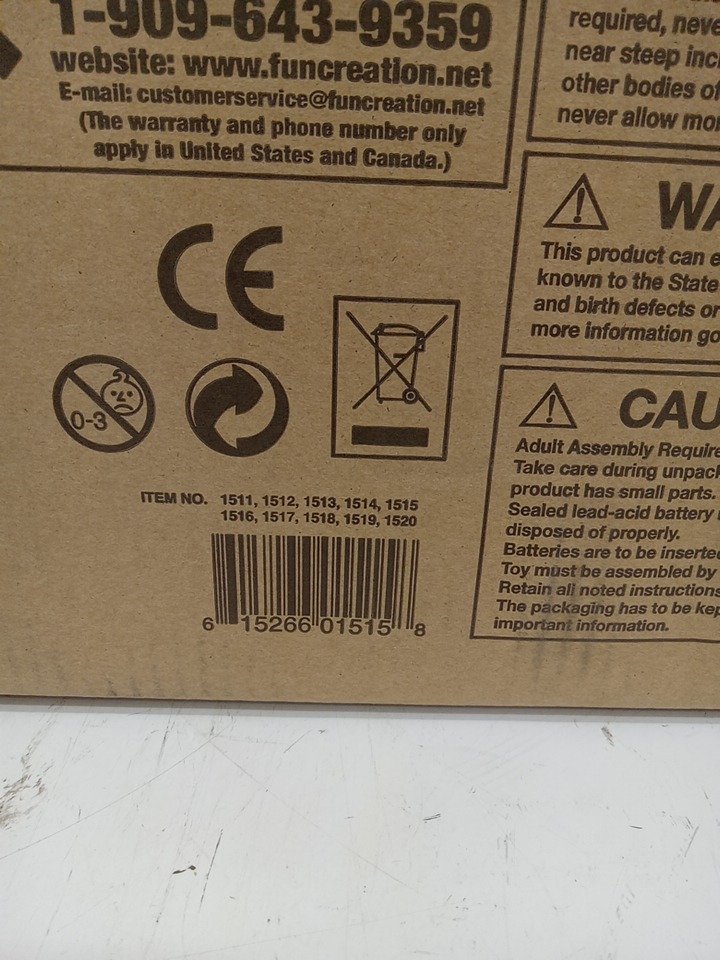 1-909-643-9359
website: www.funcreation.net
E-mail: customerservice@funcreation.net
(The warranty and phone number only
apply in United States and Canada.)
required, neve
near steep inc
other bodies of
never allow mo
WA
This product can e
known to the State
and birth defects or
more information go
CE
0-3
CAU
Adult Assembly Require
Take care during unpack
product has small parts.
Sealed lead-acid battery
disposed of properly.
Batteries are to be inserted
Toy must be assembled by
Retain all noted instructions
The packaging has to be kep
important information.
ITEM NO. 1511, 1512, 1513, 1514, 1515
1516, 1517, 1518, 1519, 1520
6 15266 01515 8